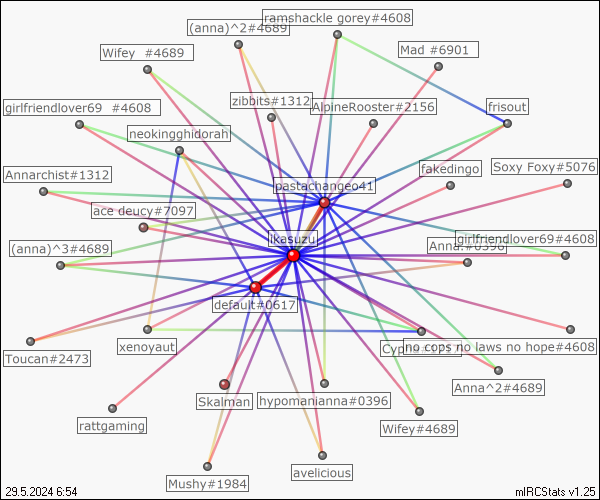 ramshackle gorey#4608
(anna)^2#4689
Wifey  #4689
Mad #6901
zibbits#1312
AlpineRooster#2156
girlfriendlover69  #4608
frisout
neokingghidorah
Annarchist#1312
fakedingo
Soxy Foxy#5076
pastachangeo41
ace deucy#7097
ikasuzu
(anna)^3#4689
Anna.#0396
girlfriendlover69#4608
default#0617
Toucan#2473
xenoyaut
no cops no laws no hope#4608
Anna^2#4689
Skalman
hypomanianna#0396
rattgaming
Wifey#4689
Mushy#1984
avelicious
29.5.2024 6:54
mIRCStats v1.25